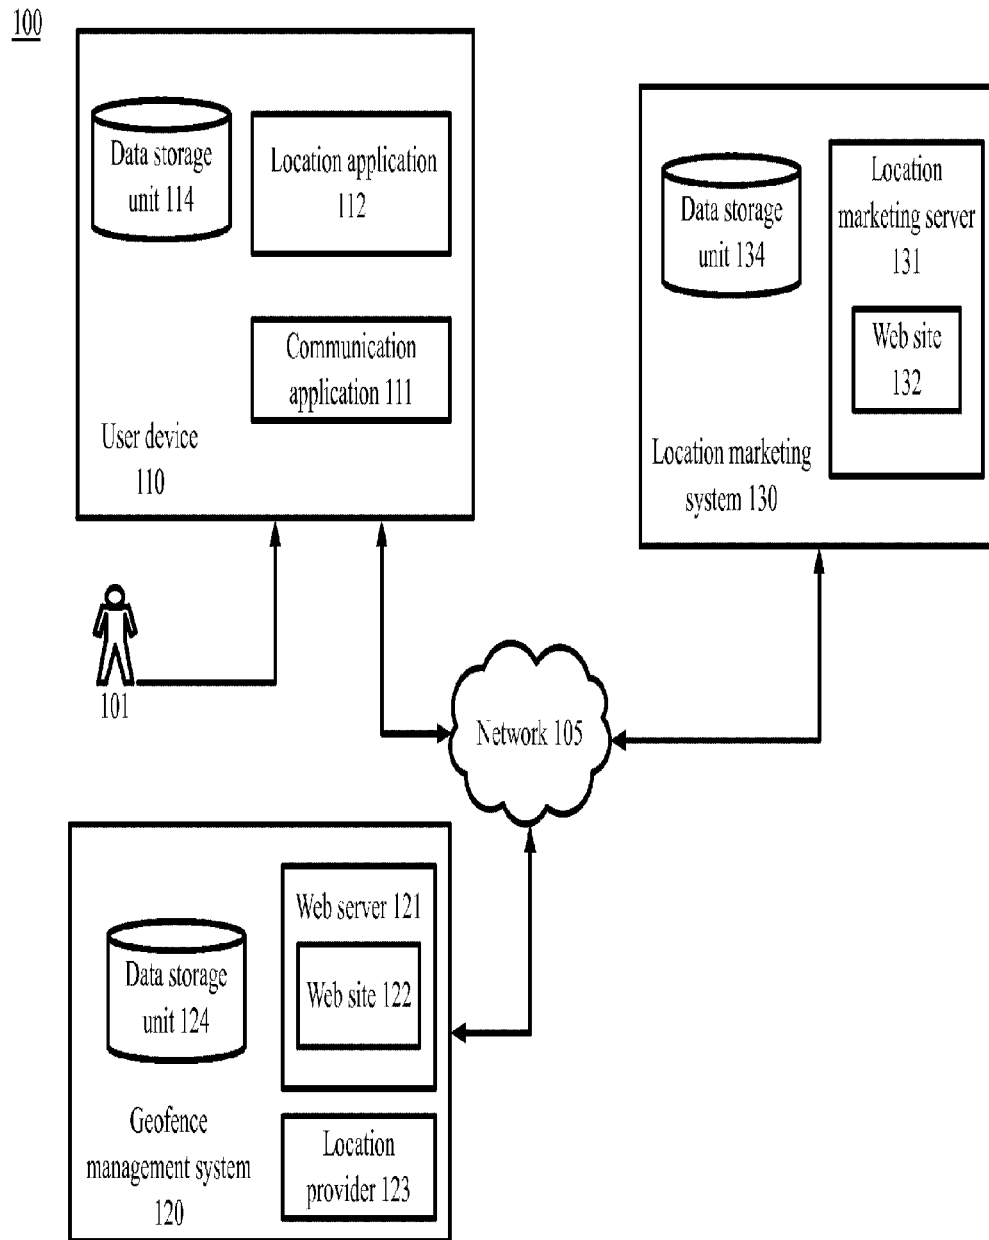 100
Data storage
unit 114
Location application
112
Communication
application 111
User device
110
Data storage
unit 134
Location
marketing server
131
Web site
132
Location marketing
system 130
101
Network 105
Web server 121
Web site 122
Data storage
unit 124
Geofence
management system
120
Location
provider 123